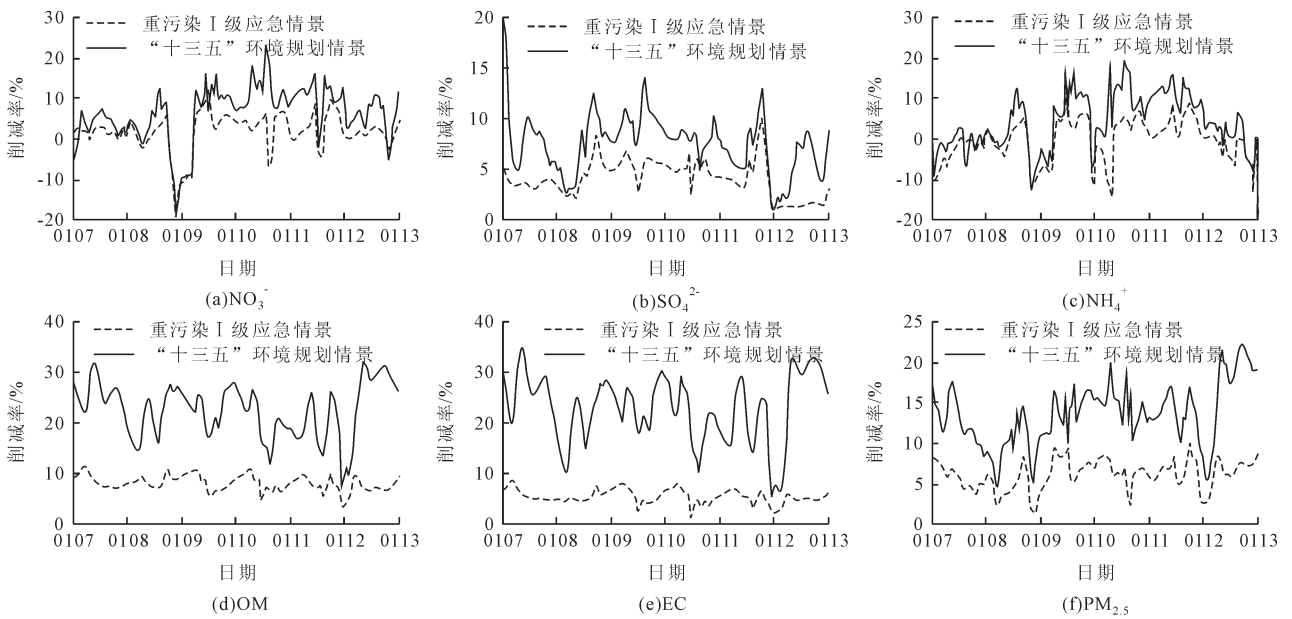 重污染Ⅰ级应急情景
“十三五”环境规划情景
削减率/%
30
20
10
0
-10
-20
0107 0108 0109 0110 0111 0112 0113
日期
(a)NO₃⁻
重污染Ⅰ级应急情景
“十三五”环境规划情景
削减率/%
20
15
10
5
0
0107 0108 0109 0110 0111 0112 0113
日期
(b)SO₄²⁻
重污染Ⅰ级应急情景
“十三五”环境规划情景
削减率/%
30
20
10
0
-10
-20
0107 0108 0109 0110 0111 0112 0113
日期
(c)NH₄⁺
重污染Ⅰ级应急情景
“十三五”环境规划情景
削减率/%
40
30
20
10
0
0107 0108 0109 0110 0111 0112 0113
日期
(d)OM
重污染Ⅰ级应急情景
“十三五”环境规划情景
削减率/%
40
30
20
10
0
0107 0108 0109 0110 0111 0112 0113
日期
(e)EC
重污染Ⅰ级应急情景
“十三五”环境规划情景
削减率/%
25
20
15
10
5
0
0107 0108 0109 0110 0111 0112 0113
日期
(f)PM₂.₅